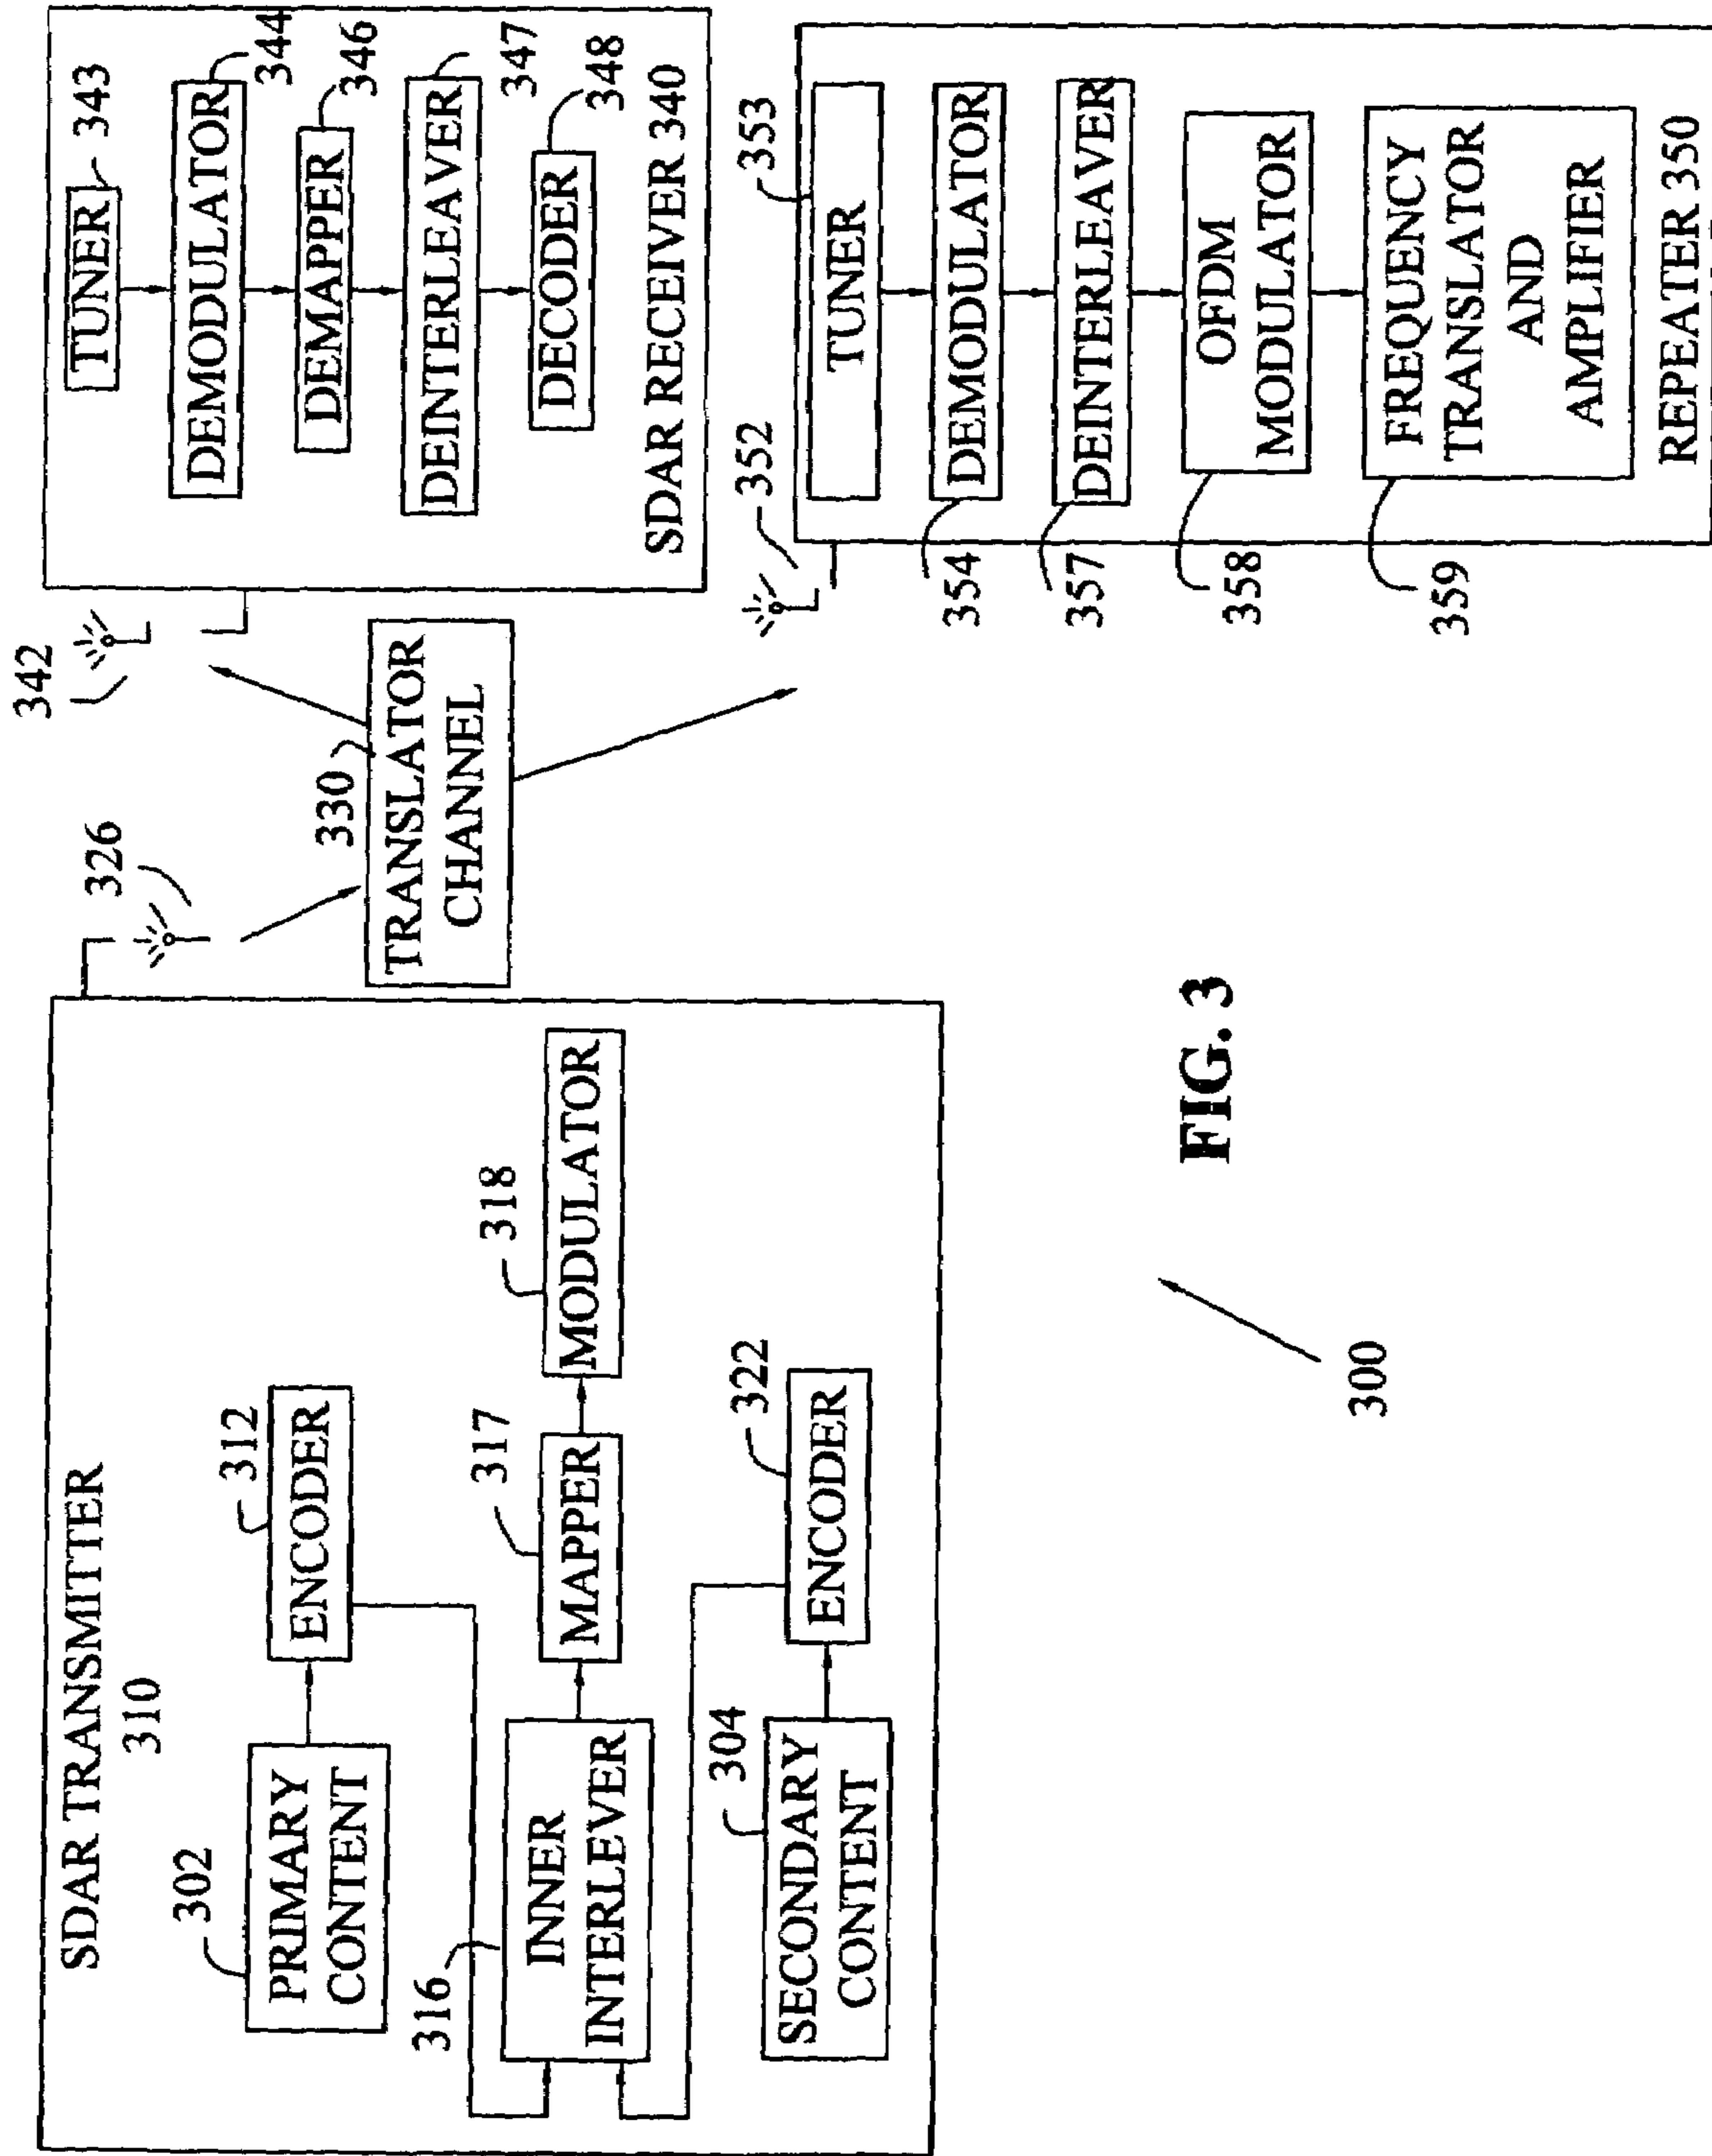 SDAR TRANSMITTER
310
302
PRIMARY
CONTENT
312
ENCODER
316
INNER
INTERLEVER
317
MAPPER
318
MODULATOR
304
SECONDARY
CONTENT
322
ENCODER
326
330
TRANSLATOR
CHANNEL
342
TUNER
343
DEMODULATOR
344
DEMAPPER
346
DEINTERLEAVER
347
DECODER
348
SDAR RECEIVER 340
352
353
TUNER
354
DEMODULATOR
357
DEINTERLEAVER
358
OFDM
MODULATOR
359
FREQUENCY
TRANSLATOR
AND
AMPLIFIER
REPEATER 350
300
FIG. 3